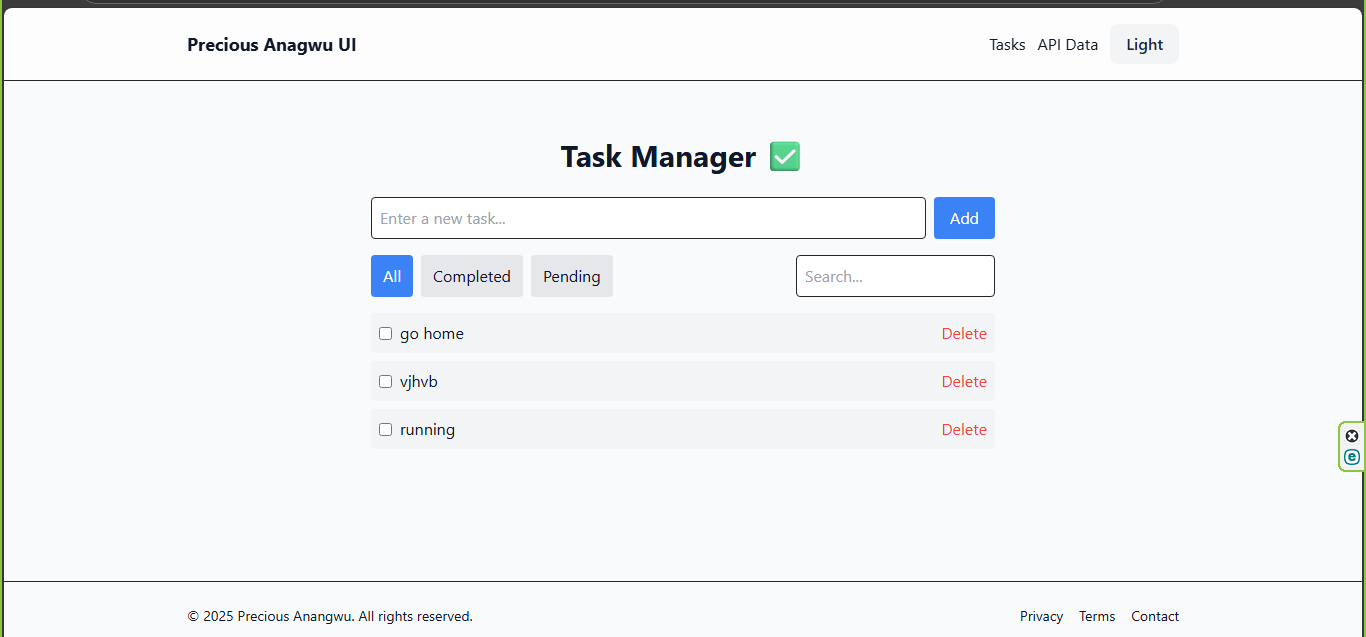 Precious Anagwu UI Tasks API Data Light
Task Manager ✅
Enter a new task... Add
All Completed Pending Search...
go home Delete
vjhvb Delete
running Delete
© 2025 Precious Anangwu. All rights reserved. Privacy Terms Contact